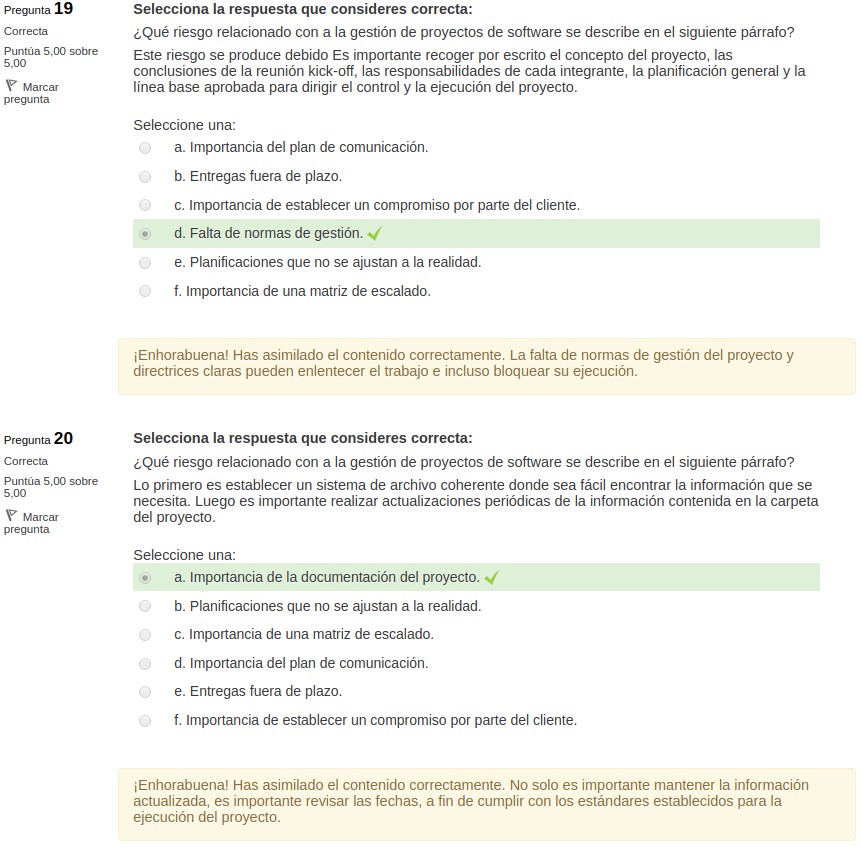 Pregunta 19
Correcta
Puntúa 5,00 sobre
5,00
Marcar
pregunta
Selecciona la respuesta que consideres correcta:
¿Qué riesgo relacionado con a la gestión de proyectos de software se describe en el siguiente párrafo?
Este riesgo se produce debido Es importante recoger por escrito el concepto del proyecto, las
conclusiones de la reunión kick-off, las responsabilidades de cada integrante, la planificación general y la
línea base aprobada para dirigir el control y la ejecución del proyecto.
Seleccione una:
a. Importancia del plan de comunicación.
b. Entregas fuera de plazo.
c. Importancia de establecer un compromiso por parte del cliente.
d. Falta de normas de gestión.
e. Planificaciones que no se ajustan a la realidad.
f. Importancia de una matriz de escalado.
¡Enhorabuena! Has asimilado el contenido correctamente. La falta de normas de gestión del proyecto y
directrices claras pueden enlentecer el trabajo e incluso bloquear su ejecución.
Pregunta 20
Correcta
Puntúa 5,00 sobre
5,00
Marcar
pregunta
Selecciona la respuesta que consideres correcta:
¿Qué riesgo relacionado con a la gestión de proyectos de software se describe en el siguiente párrafo?
Lo primero es establecer un sistema de archivo coherente donde sea fácil encontrar la información que se
necesita. Luego es importante realizar actualizaciones periódicas de la información contenida en la carpeta
del proyecto.
Seleccione una:
a. Importancia de la documentación del proyecto.
b. Planificaciones que no se ajustan a la realidad.
c. Importancia de una matriz de escalado.
d. Importancia del plan de comunicación.
e. Entregas fuera de plazo.
f. Importancia de establecer un compromiso por parte del cliente.
¡Enhorabuena! Has asimilado el contenido correctamente. No solo es importante mantener la información
actualizada, es importante revisar las fechas, a fin de cumplir con los estándares establecidos para la
ejecución del proyecto.